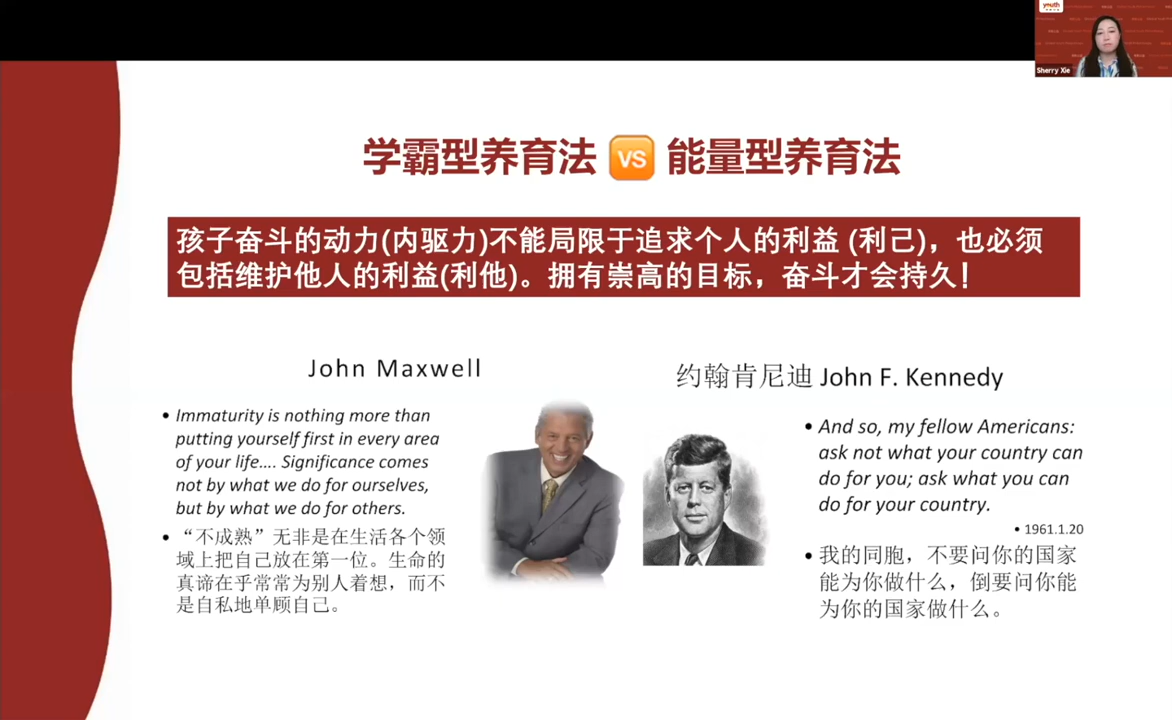 youth
Sherry Xie
学霸型养育法 VS 能量型养育法
孩子奋斗的动力(内驱力)不能局限于追求个人的利益 (利己)，也必须
包括维护他人的利益(利他)。拥有崇高的目标，奋斗才会持久！
John Maxwell
• Immaturity is nothing more than
putting yourself first in every area
of your life.... Significance comes
not by what we do for ourselves,
but by what we do for others.
• “不成熟”无非是在生活各个领
域上把自己放在第一位。生命的
真谛在乎常常为别人着想，而不
是自私地单顾自己。
约翰肯尼迪 John F. Kennedy
• And so, my fellow Americans:
ask not what your country can
do for you; ask what you can
do for your country.
• 1961.1.20
• 我的同胞，不要问你的国家
能为你做什么，倒要问你能
为你的国家做什么。